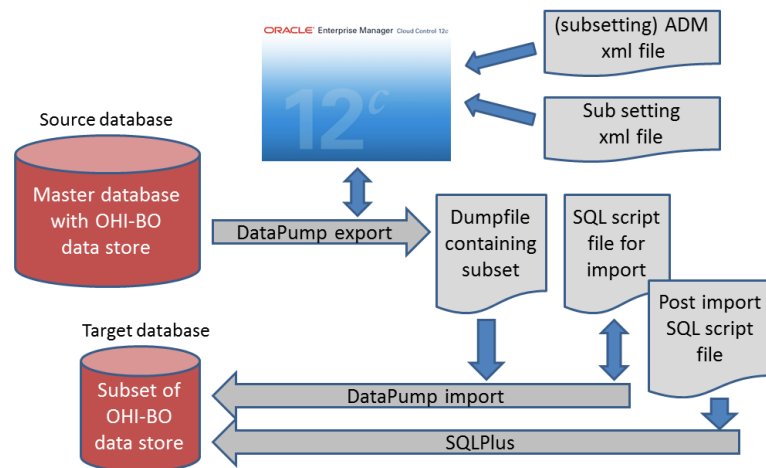 ORACLE Enterprise Manager Cloud Control 12c
12c
(subsetting) ADM
xml file
Sub setting
xml file
Source database
Master database
with OHI-BO
data store
DataPump export
Dumpfile
containing
subset
SQL script
file for
import
Post import
SQL script
file
Target database
Subset of
OHI-BO
data store
DataPump import
SQLPlus